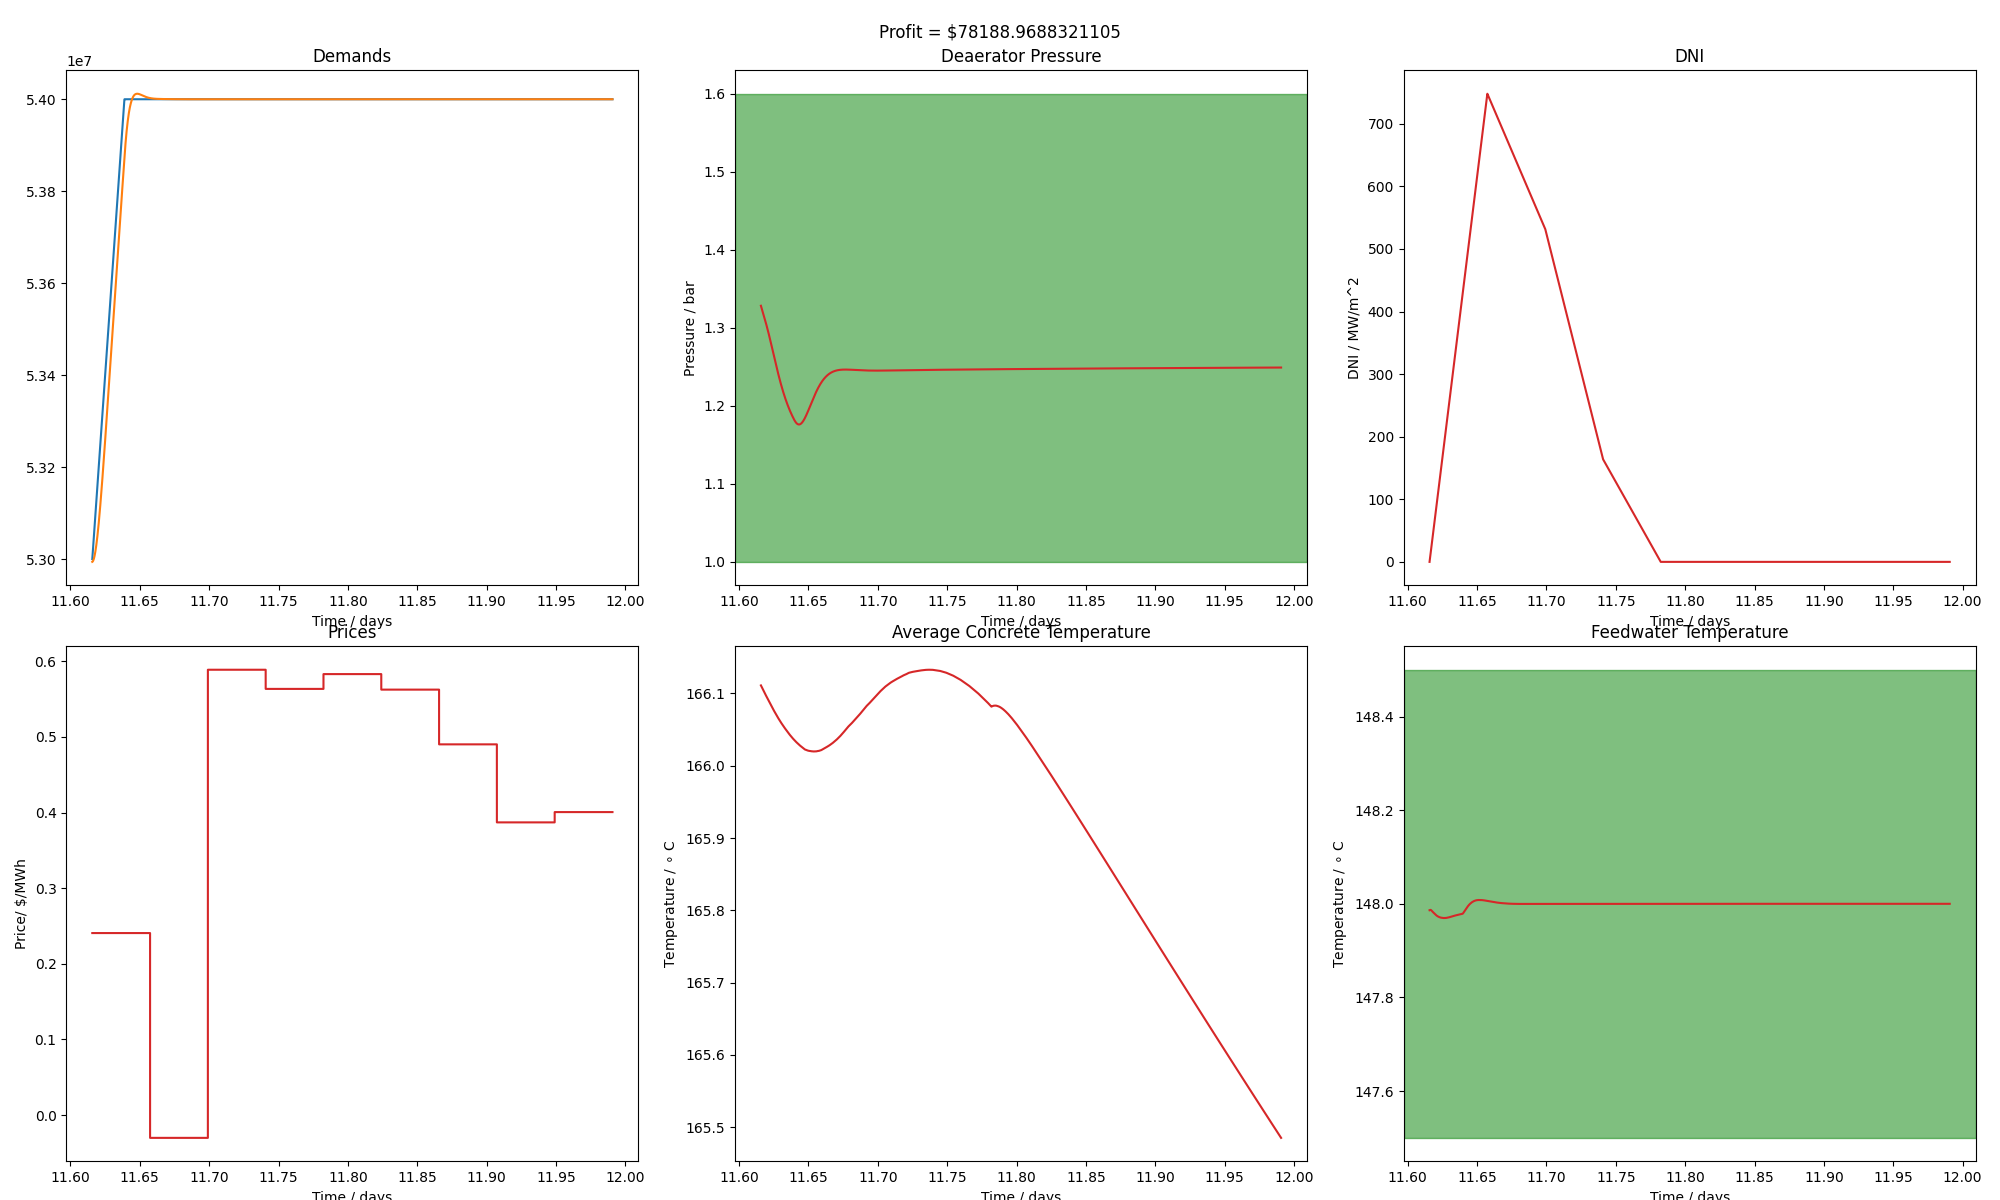 Profit = $78188.9688321105
Demands
1e7
5.40
5.38
5.36
5.34
5.32
5.30
11.60 11.65 11.70 11.75 11.80 11.85 11.90 11.95 12.00
Time / days
Deaerator Pressure
Pressure / bar
1.6
1.5
1.4
1.3
1.2
1.1
1.0
11.60 11.65 11.70 11.75 11.80 11.85 11.90 11.95 12.00
Time / days
DNI
DNI / MW/m^2
700
600
500
400
300
200
100
0
11.60 11.65 11.70 11.75 11.80 11.85 11.90 11.95 12.00
Time / days
Prices
Price/ $/MWh
0.6
0.5
0.4
0.3
0.2
0.1
0.0
11.60 11.65 11.70 11.75 11.80 11.85 11.90 11.95 12.00
Time / days
Average Concrete Temperature
Temperature / ∘ C
166.1
166.0
165.9
165.8
165.7
165.6
165.5
11.60 11.65 11.70 11.75 11.80 11.85 11.90 11.95 12.00
Time / days
Feedwater Temperature
Temperature / ∘ C
148.4
148.2
148.0
147.8
147.6
11.60 11.65 11.70 11.75 11.80 11.85 11.90 11.95 12.00
Time / days